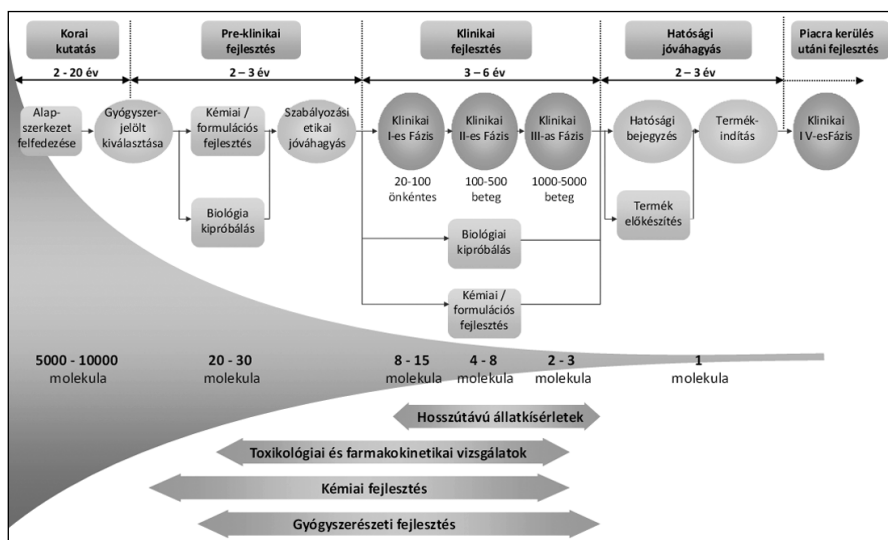 Korai
kutatás
Pre-klinikai
fejlesztés
Klinikai
fejlesztés
Hatósági
jóváhagyás
Piacra kerülés
utáni fejlesztés
2 - 20 év
2 – 3 év
3 – 6 év
2 – 3 év
Alap-
szerkezet
felfedezése
Gyógyszer-
jelölt
kiválasztása
Kémiai /
formulációs
fejlesztés
Szabályozási
etikai
jóváhagyás
Klinikai
I-es Fázis
Klinikai
II-es Fázis
Klinikai
III-as Fázis
Hatósági
bejegyzés
Termék-
indítás
Klinikai
I V-esFázis
20-100
önkéntes
100-500
beteg
1000-5000
beteg
Biológia
kipróbálás
Termék
előkészítés
Biológiai
kipróbálás
Kémiai /
formulációs
fejlesztés
5000 - 10000
molekula
20 - 30
molekula
8 - 15
molekula
4 - 8
molekula
2 - 3
molekula
1
molekula
Hosszútávú állatkísérletek
Toxikológiai és farmakokinetikai vizsgálatok
Kémiai fejlesztés
Gyógyszerészeti fejlesztés